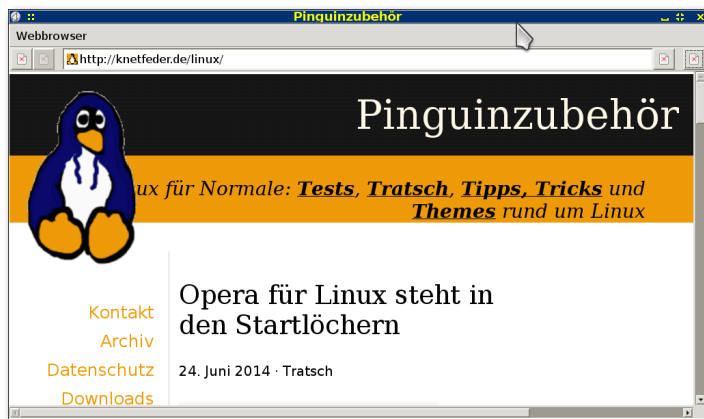 Pinguinzubehör
Webbrowser
http://knetfeder.de/linux/
Pinguinzubehör
ux für Normale: Tests, Tratsch, Tipps, Tricks und
Themes rund um Linux
Opera für Linux steht in
den Startlöchern
24. Juni 2014 · Tratsch
Kontakt
Archiv
Datenschutz
Downloads